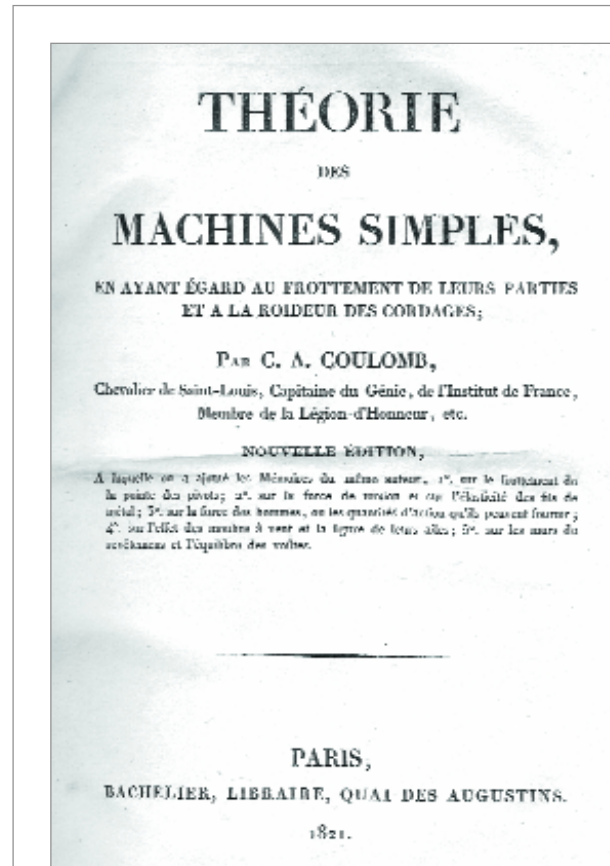 THÉORIE
DES
MACHINES SIMPLES,
EN AYANT ÉGARD AU FROTTEMENT DE LEURS PARTIES
ET A LA ROIDEUR DES CORDAGES;
PAR C. A. COULOMB,
Chevalier de Saint-Louis, Capitaine du Génie, de l'Institut de France,
Membre de la Légion-d'Honneur, etc.
NOUVELLE ÉDITION,
A laquelle on a ajouté les Mémoires du même auteur, 1°. sur le frottement de
la pointe des pivots; 2°. sur la force de torsion et sur l'élasticité des fils de
métal; 3°. sur la force des hommes, ou les quantités d'action qu'ils peuvent fournir;
4°. sur l'effet des moulins à vent et la figure de leurs ailes; 5°. sur les murs de
revêtemens et l'équilibre des voûtes.
PARIS,
BACHELIER, LIBRAIRE, QUAI DES AUGUSTINS.
1821.